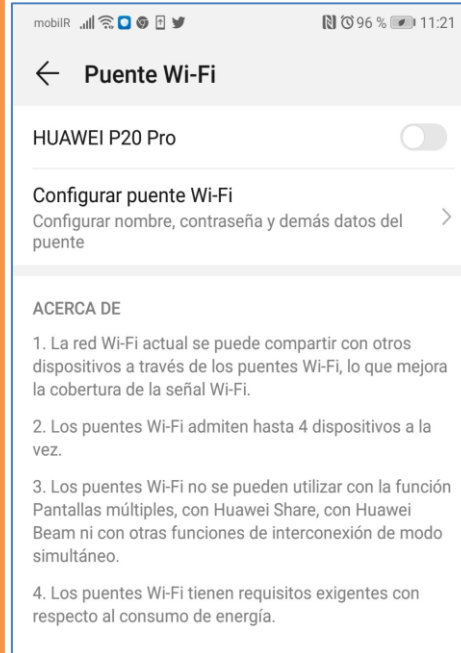 mobilR 96 % 11:21
Puente Wi-Fi
HUAWEI P20 Pro
Configurar puente Wi-Fi
Configurar nombre, contraseña y demás datos del
puente
ACERCA DE
1. La red Wi-Fi actual se puede compartir con otros
dispositivos a través de los puentes Wi-Fi, lo que mejora
la cobertura de la señal Wi-Fi.
2. Los puentes Wi-Fi admiten hasta 4 dispositivos a la
vez.
3. Los puentes Wi-Fi no se pueden utilizar con la función
Pantallas múltiples, con Huawei Share, con Huawei
Beam ni con otras funciones de interconexión de modo
simultáneo.
4. Los puentes Wi-Fi tienen requisitos exigentes con
respecto al consumo de energía.